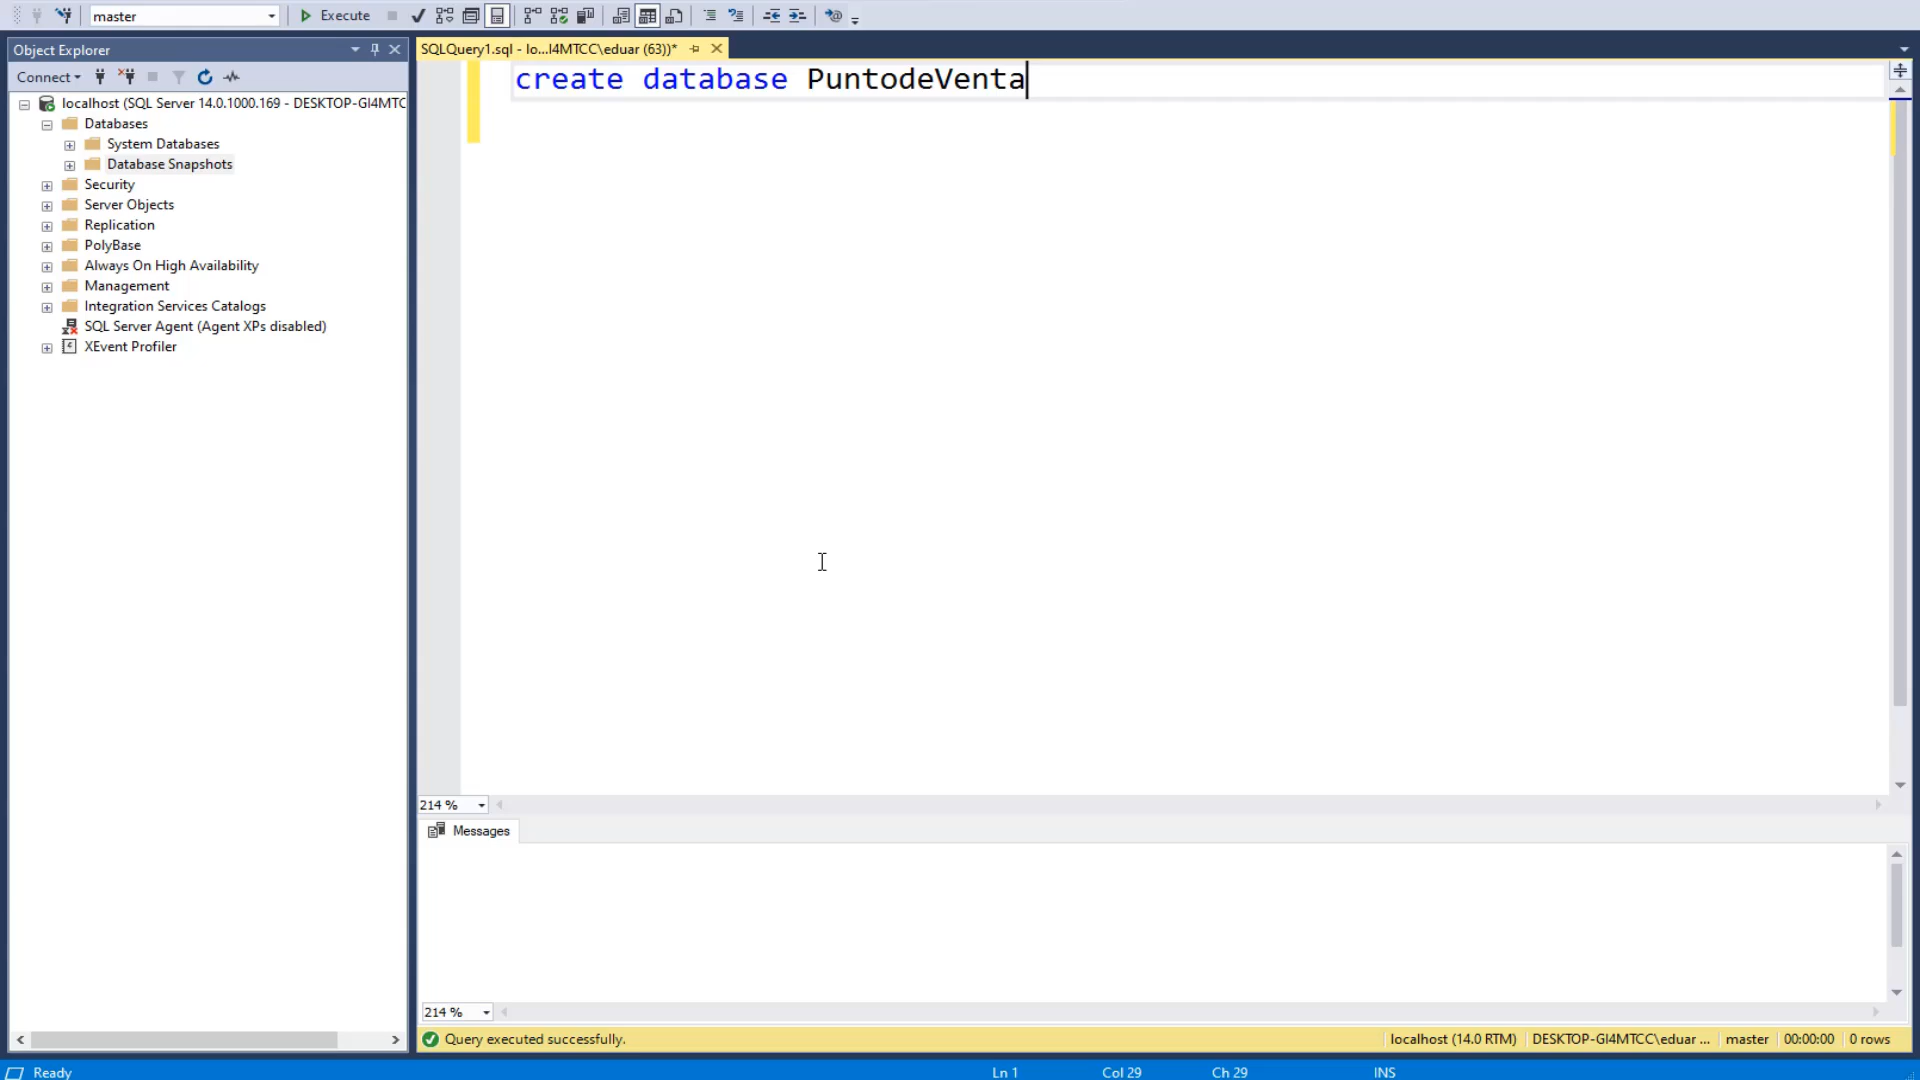 master
Execute
Object Explorer
SQLQuery1.sql - lo...I4MTCC\eduar (63))*
create database PuntodeVenta
Connect
localhost (SQL Server 14.0.1000.169 - DESKTOP-GI4MTC
Databases
System Databases
Database Snapshots
Security
Server Objects
Replication
PolyBase
Always On High Availability
Management
Integration Services Catalogs
SQL Server Agent (Agent XPs disabled)
XEvent Profiler
214 %
Messages
214 %
Query executed successfully.
localhost (14.0 RTM)
DESKTOP-GI4MTCC\eduar ...
master
00:00:00
0 rows
Ready
Ln 1
Col 29
Ch 29
INS